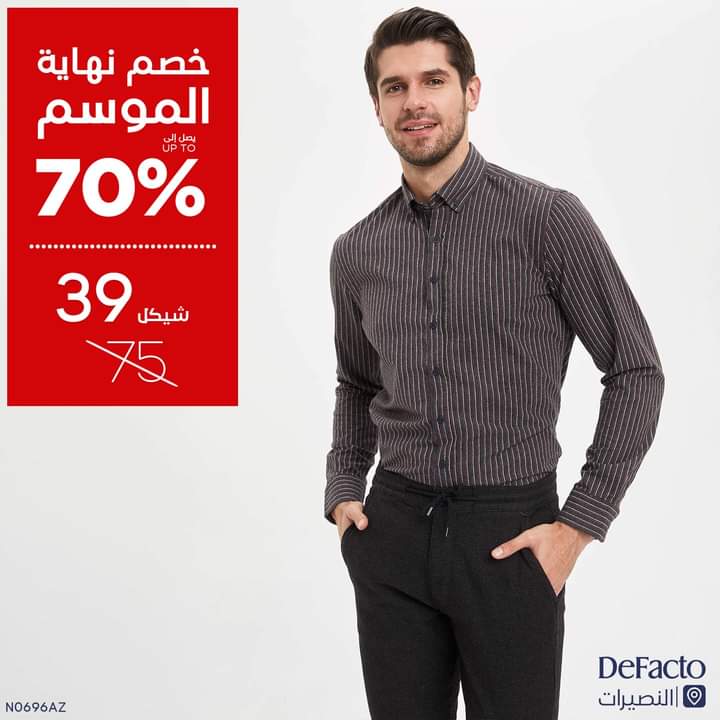 خصم نهاية
الموسم
يصل إلى
UP TO
70%
39 شيكل
75
DeFacto
النصيرات
N0696AZ